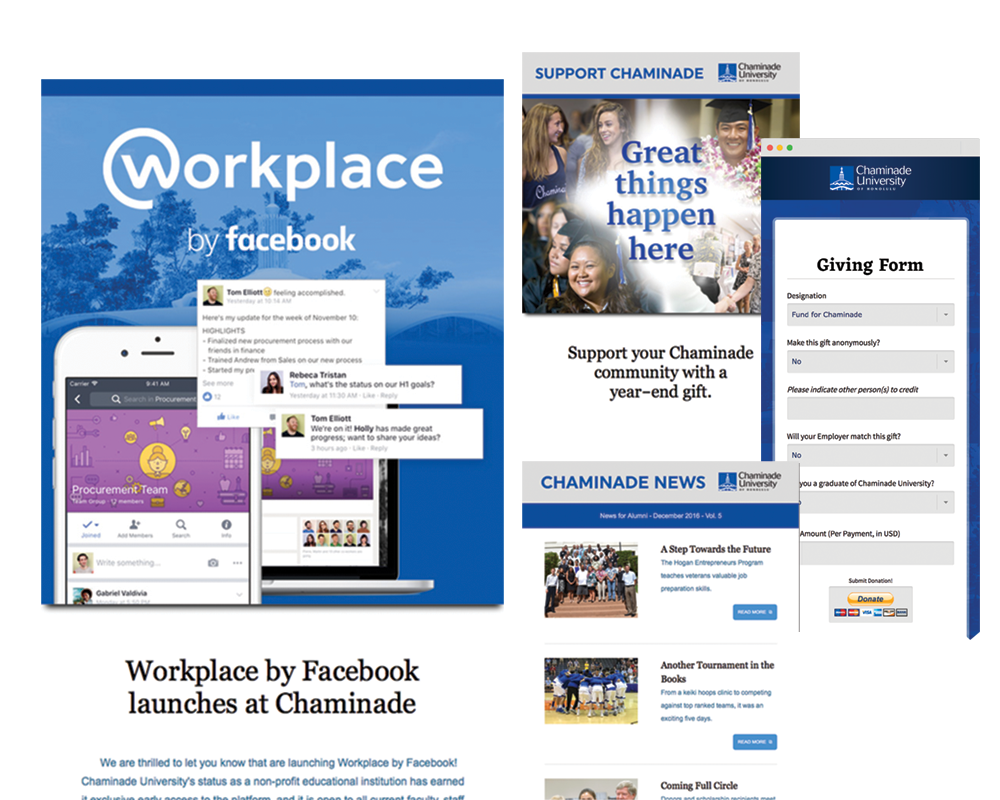 Workplace
by facebook
Tom Elliott feeling accomplished.
Yesterday at 10:14 AM
Here's my update for the week of November 10:
HIGHLIGHTS
- Finalized new procurement process with our
friends in finance
- Trained Andrew from Sales on our new process
- Started my
See more
12
Like
Rebeca Tristan
Tom, what's the status on our H1 goals?
Yesterday at 11:30 AM · Like · Reply
Tom Elliott
We're on it! Holly has made great
progress; want to share your ideas?
3 hours ago · Like · Reply
Carrier
9:41 AM
Search in Procurement
Procurement Team
Team Group · 12 members
Joined
Add Members
Search
Info
Write something...
Gabriel Valdivia
Workplace by Facebook
launches at Chaminade
We are thrilled to let you know that are launching Workplace by Facebook!
Chaminade University's status as a non-profit educational institution has earned
it exclusive early access to the platform, and it is open to all current faculty, staff
SUPPORT CHAMINADE
Chaminade
University
OF HONOLULU
Chaminade
Great
things
happen
here
Support your Chaminade
community with a
year-end gift.
CHAMINADE NEWS
Chaminade
University
OF HONOLULU
News for Alumni - December 2016 - Vol. 5
A Step Towards the Future
The Hogan Entrepreneurs Program
teaches veterans valuable job
preparation skills.
READ MORE
Another Tournament in the
Books
From a keiki hoops clinic to competing
against top ranked teams, it was an
exciting five days.
READ MORE
Coming Full Circle
Donors and scholarship recipients meet
Chaminade
University
OF HONOLULU
Giving Form
Designation
Fund for Chaminade
Make this gift anonymously?
No
Please indicate other person(s) to credit
Will your Employer match this gift?
No
you a graduate of Chaminade University?
Amount (Per Payment, in USD)
Submit Donation!
Donate
VISA